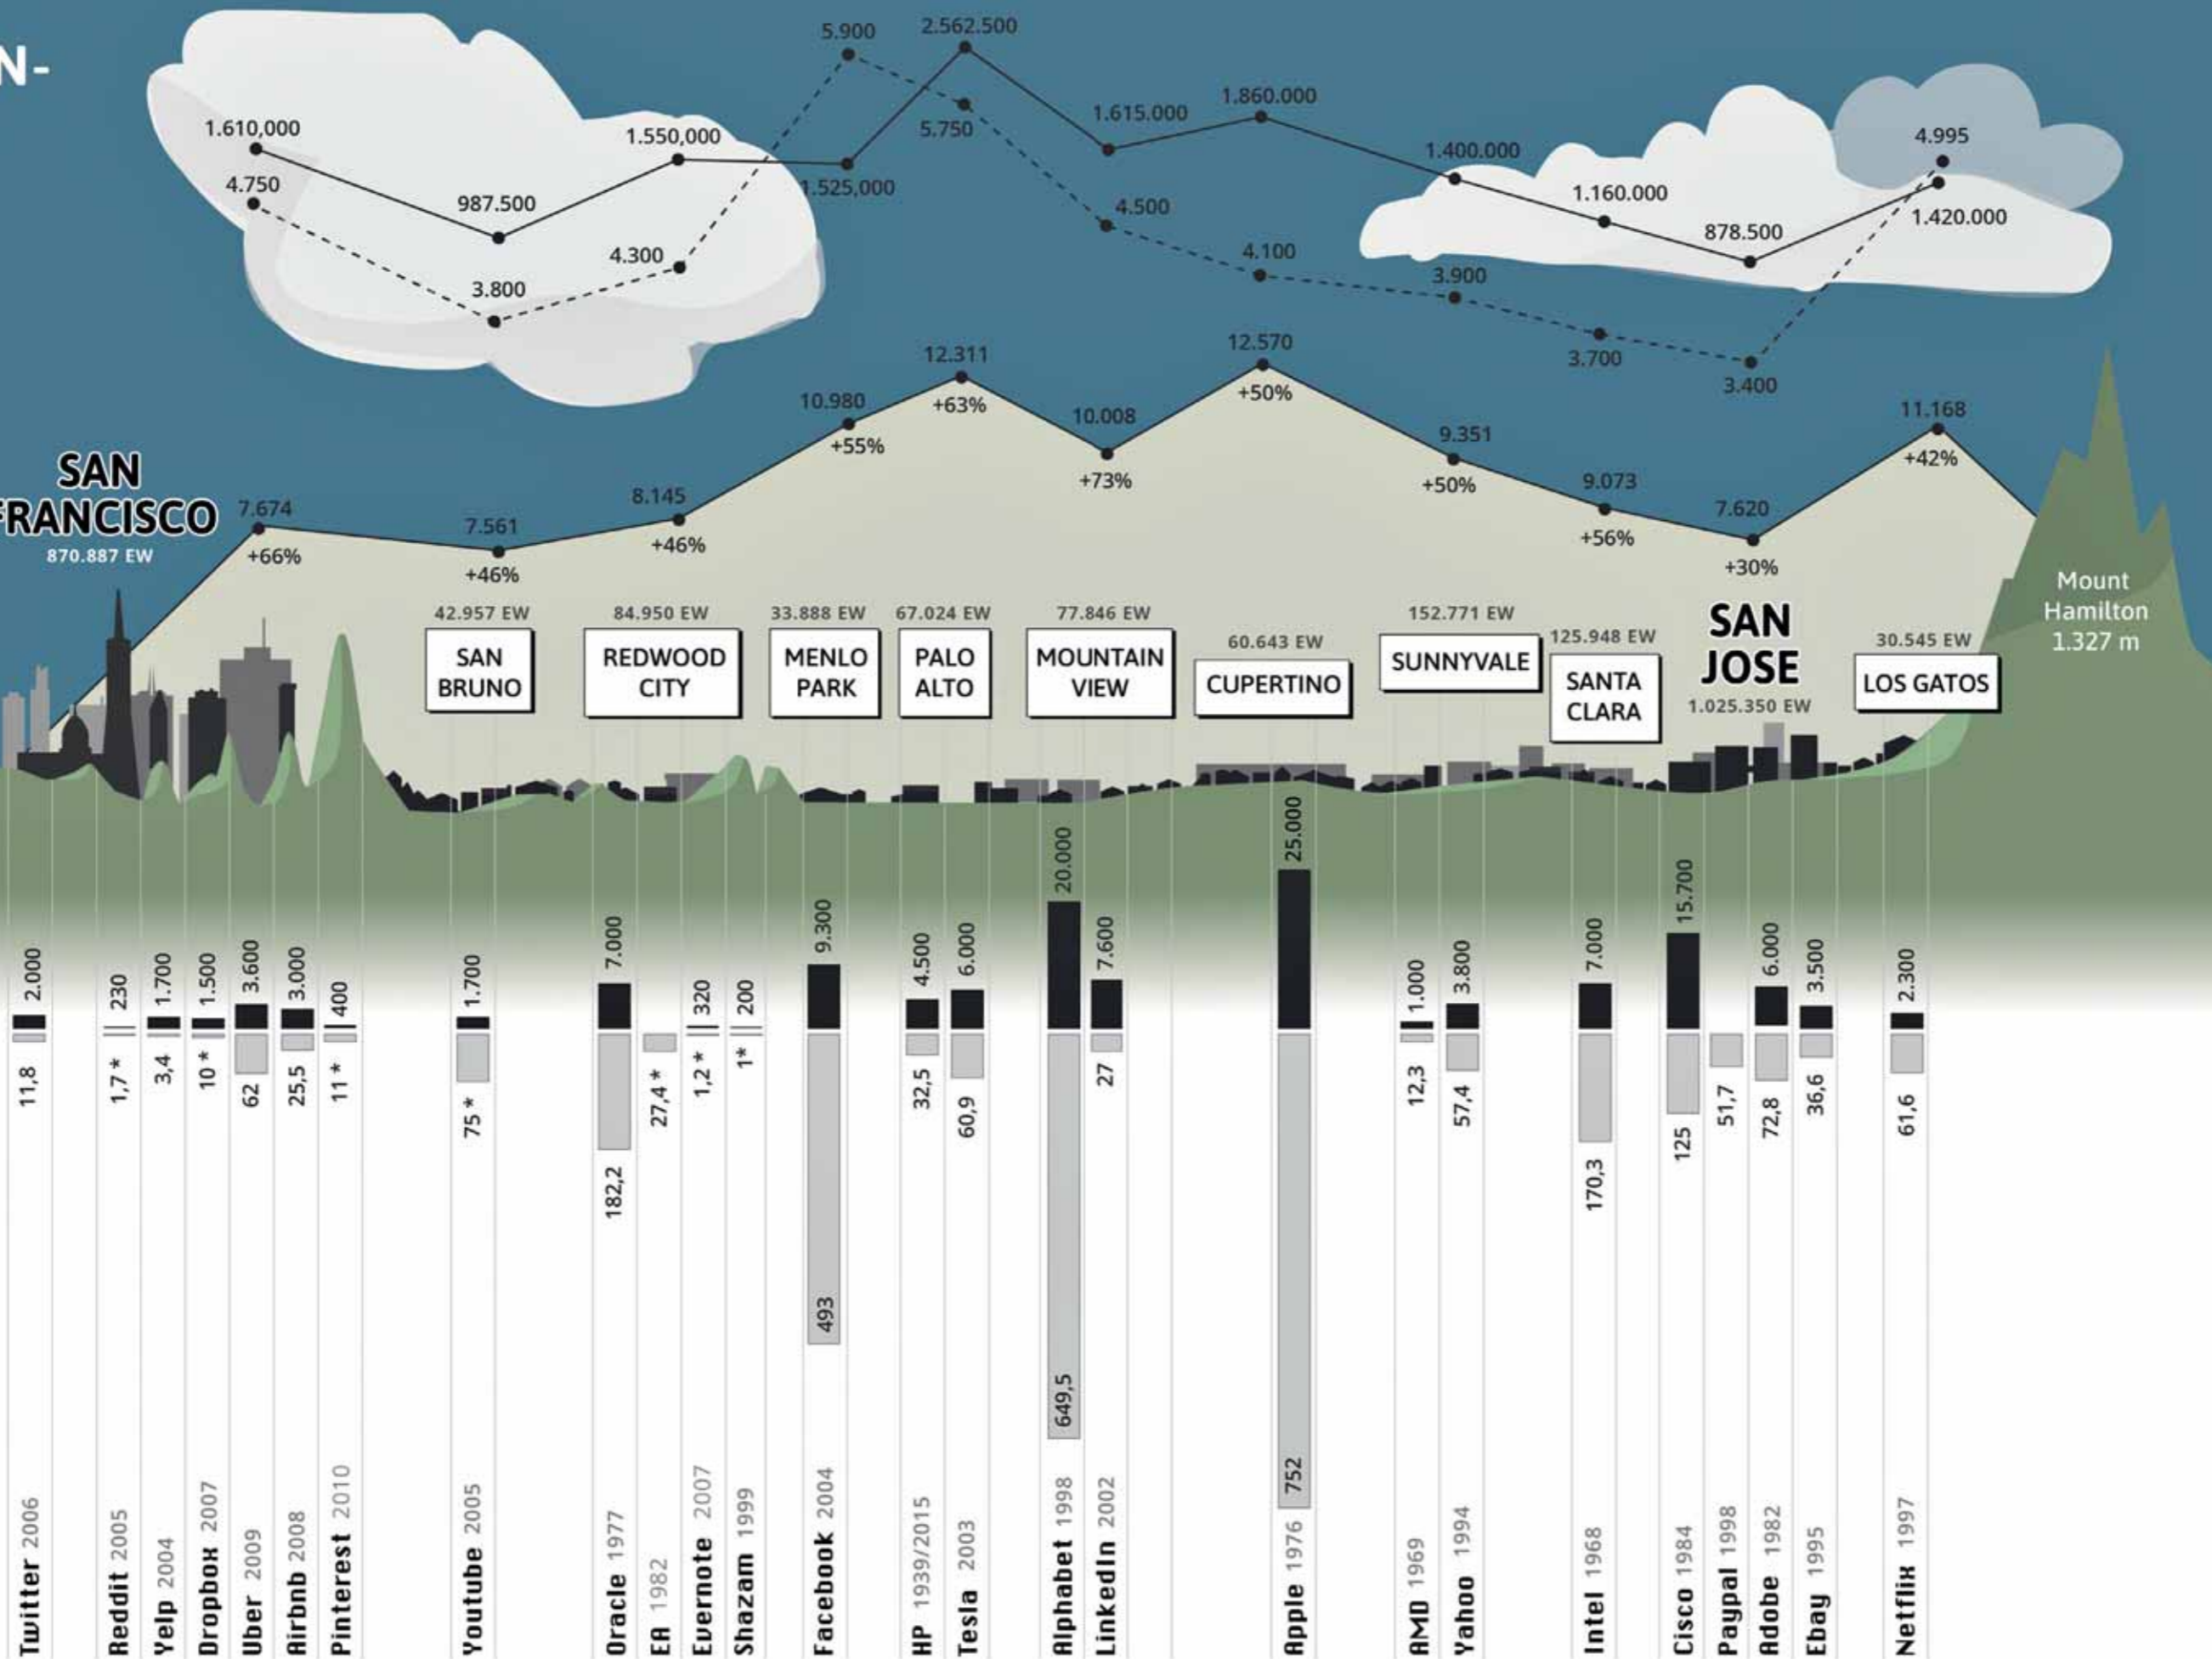 N-
5.900
2.562.500
1.610,000
1.550,000
1.615.000
1.860.000
4.995
4.750
987.500
1.525,000
5.750
1.400.000
1.160.000
878.500
1.420.000
3.800
4.300
4.500
4.100
3.900
3.700
3.400
12.311
+63%
12.570
+50%
10.980
+55%
10.008
+73%
9.351
+50%
11.168
+42%
SAN
FRANCISCO
870.887 EW
7.674
+66%
7.561
+46%
8.145
+46%
9.073
+56%
7.620
+30%
Mount
Hamilton
1.327 m
42.957 EW
SAN
BRUNO
84.950 EW
REDWOOD
CITY
33.888 EW
MENLO
PARK
67.024 EW
PALO
ALTO
77.846 EW
MOUNTAIN
VIEW
60.643 EW
CUPERTINO
152.771 EW
SUNNYVALE
125.948 EW
SANTA
CLARA
SAN
JOSE
1.025.350 EW
30.545 EW
LOS GATOS
2.000
11,8
Twitter 2006
230
1,7 *
Reddit 2005
1.700
3,4
Yelp 2004
1.500
10 *
Dropbox 2007
3.600
62
Uber 2009
3.000
25,5
Airbnb 2008
400
11 *
Pinterest 2010
1.700
75 *
Youtube 2005
7.000
182,2
Oracle 1977
27,4 *
EA 1982
320
1,2 *
Evernote 2007
200
1*
Shazam 1999
9.300
493
Facebook 2004
4.500
32,5
HP 1939/2015
6.000
60,9
Tesla 2003
20.000
649,5
Alphabet 1998
7.600
27
LinkedIn 2002
25.000
752
Apple 1976
1.000
12,3
AMD 1969
3.800
57,4
Yahoo 1994
7.000
170,3
Intel 1968
15.700
125
Cisco 1984
51,7
Paypal 1998
6.000
72,8
Adobe 1982
3.500
36,6
Ebay 1995
2.300
61,6
Netflix 1997